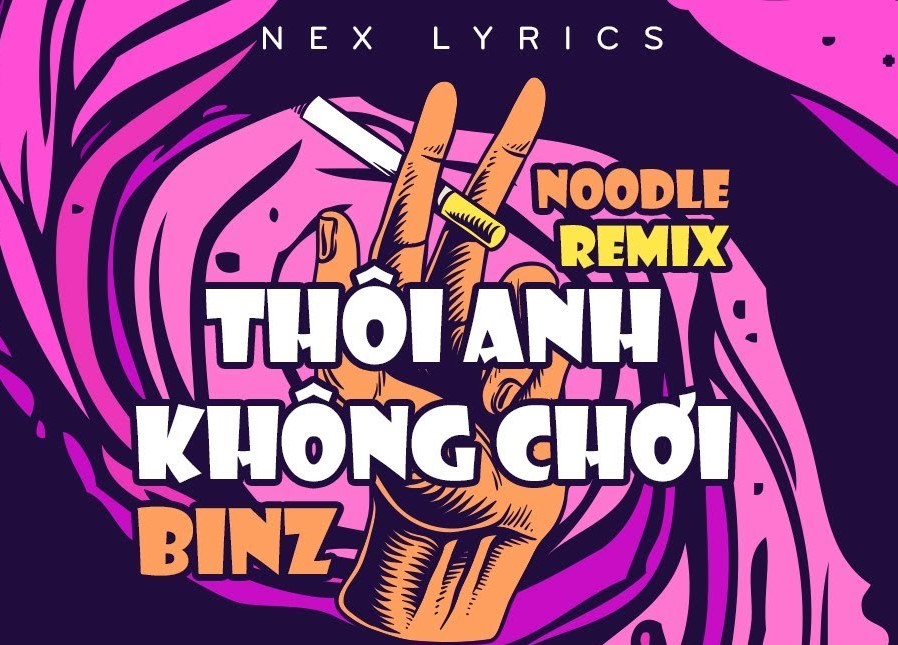 NEX LYRICS
NOODLE
REMIX
THÔI ANH
KHÔNG CHƠI
BINZ